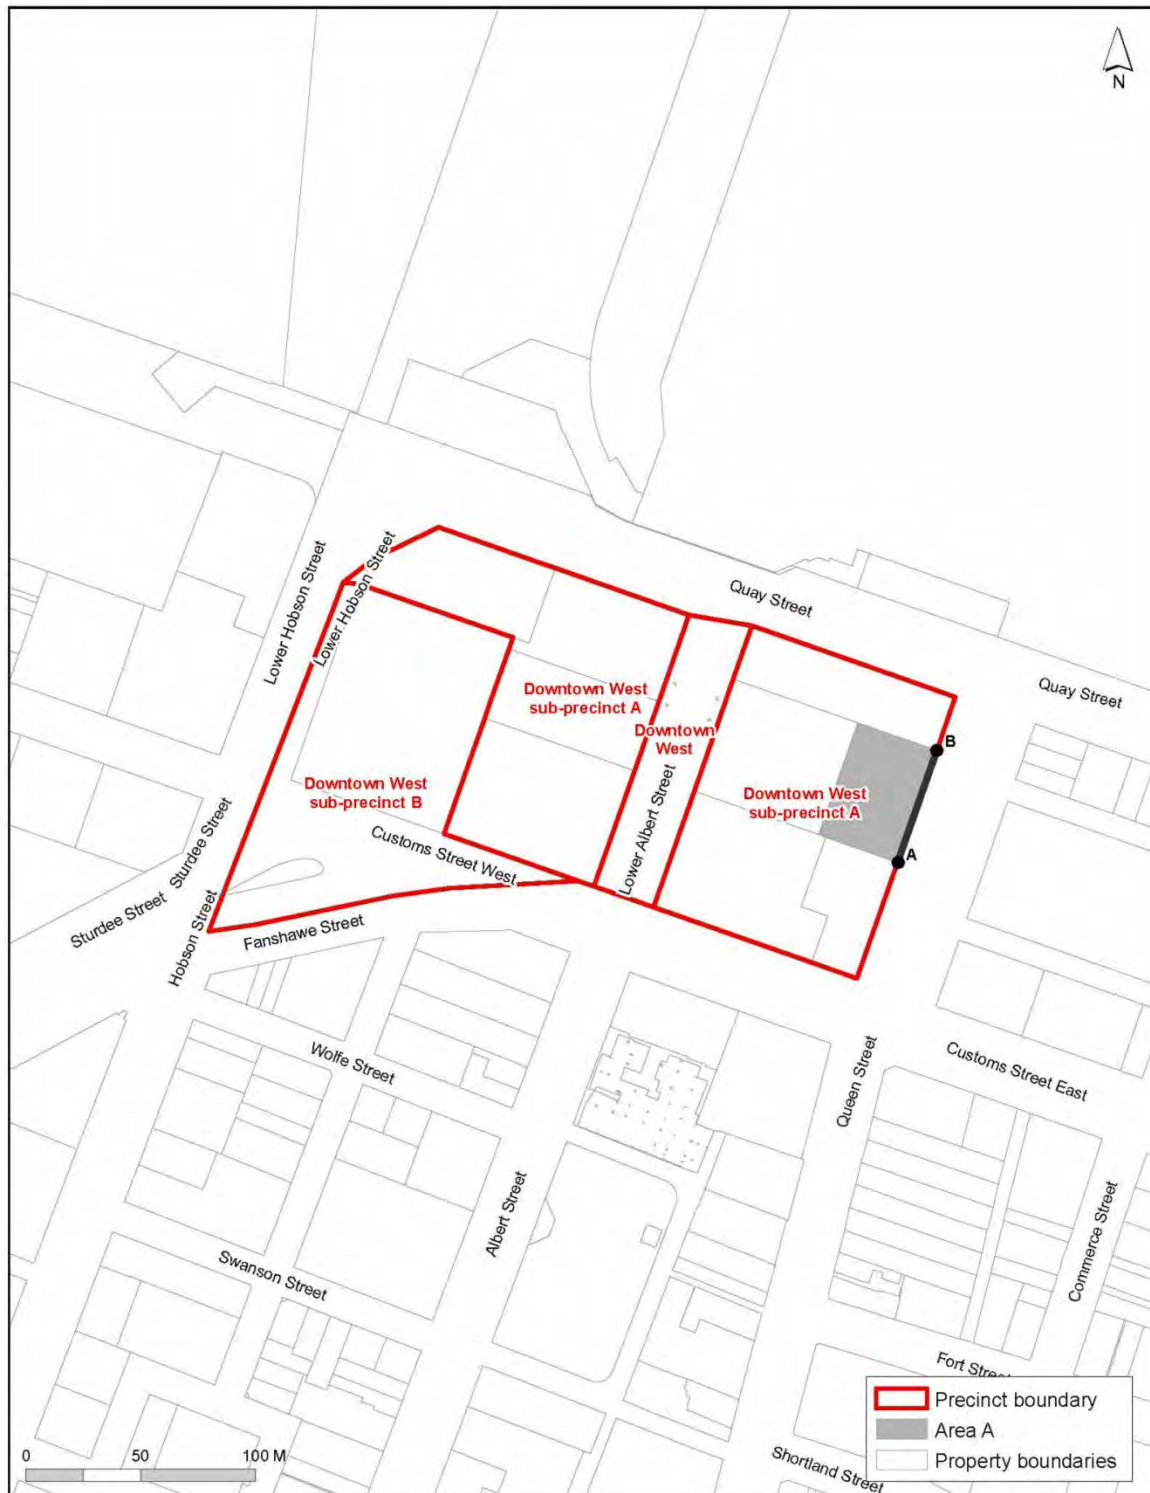 N
Lower Hobson Street
Lower Hobson Street
Quay Street
Quay Street
Downtown West
sub-precinct A
Downtown
West
B
Downtown West
sub-precinct B
Downtown West
sub-precinct A
Lower Albert Street
A
Customs Street West
Sturdee Street
Sturdee Street
Hobson Street
Fanshawe Street
Wolfe Street
Queen Street
Customs Street East
Albert Street
Commerce Street
Swanson Street
Fort Street
Precinct boundary
Area A
Property boundaries
0 50 100 M
Shortland Street